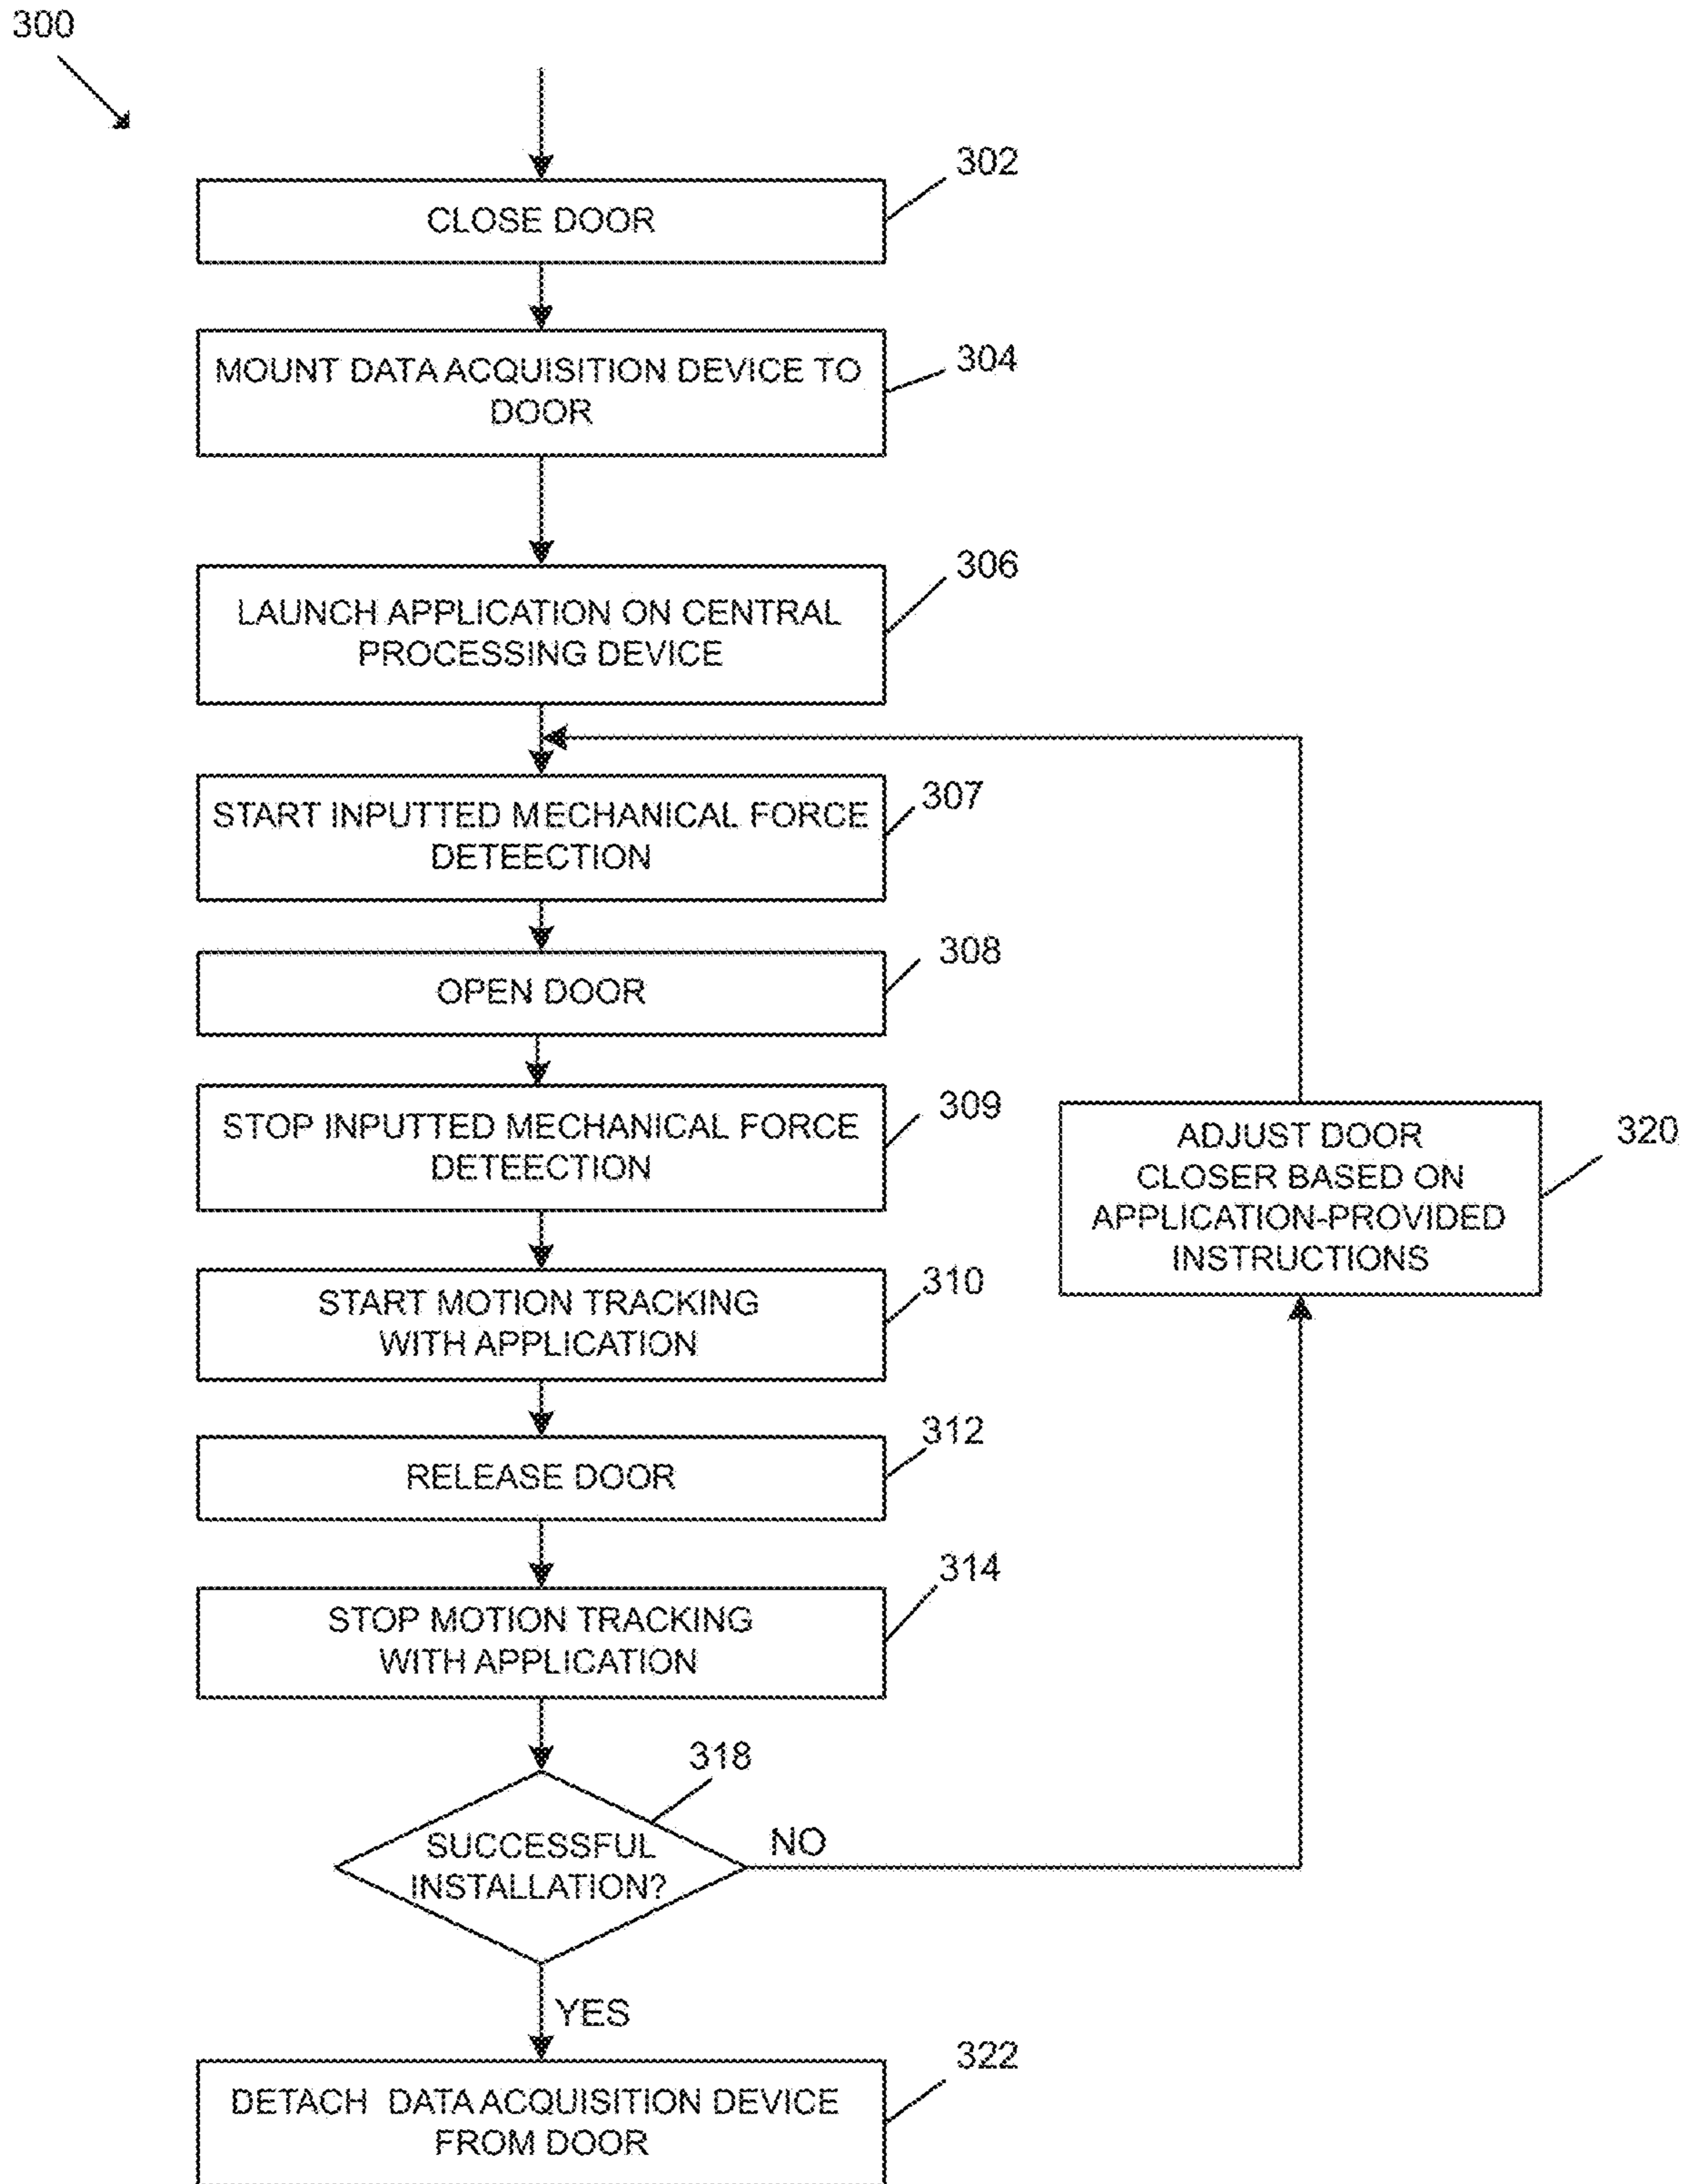 300
302
CLOSE DOOR
304
MOUNT DATA ACQUISITION DEVICE TO
DOOR
306
LAUNCH APPLICATION ON CENTRAL
PROCESSING DEVICE
307
START INPUTTED MECHANICAL FORCE
DETEECTION
308
OPEN DOOR
309
STOP INPUTTED MECHANICAL FORCE
DETEECTION
320
ADJUST DOOR
CLOSER BASED ON
APPLICATION-PROVIDED
INSTRUCTIONS
310
START MOTION TRACKING
WITH APPLICATION
312
RELEASE DOOR
314
STOP MOTION TRACKING
WITH APPLICATION
318
SUCCESSFUL
INSTALLATION?
NO
YES
322
DETACH DATA ACQUISITION DEVICE
FROM DOOR